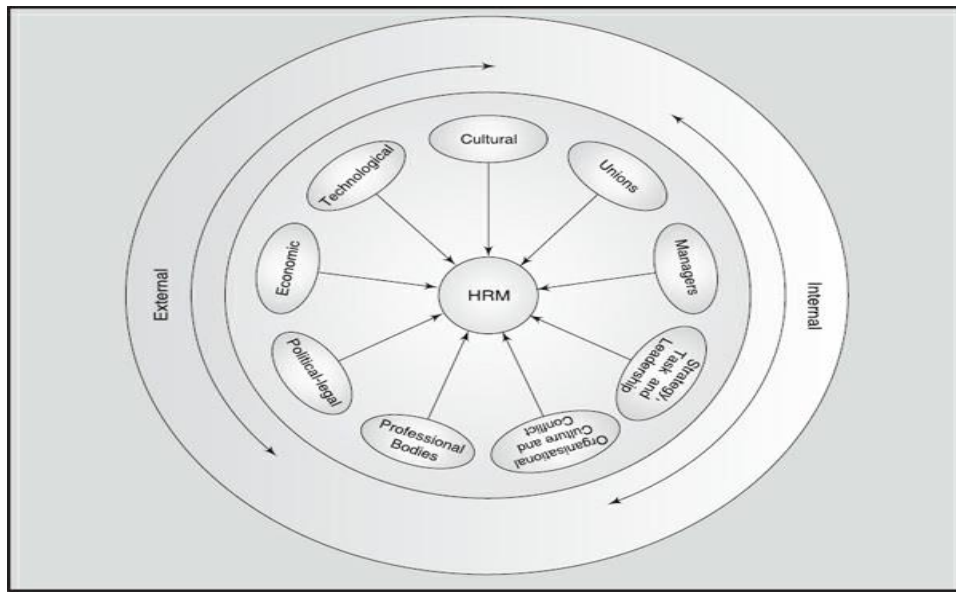 Cultural
Unions
Managers
Strategy,
Task and
Leadership
Organisational
Culture and
Conflict
Professional
Bodies
Political-legal
Economic
Technological
HRM
External
Internal